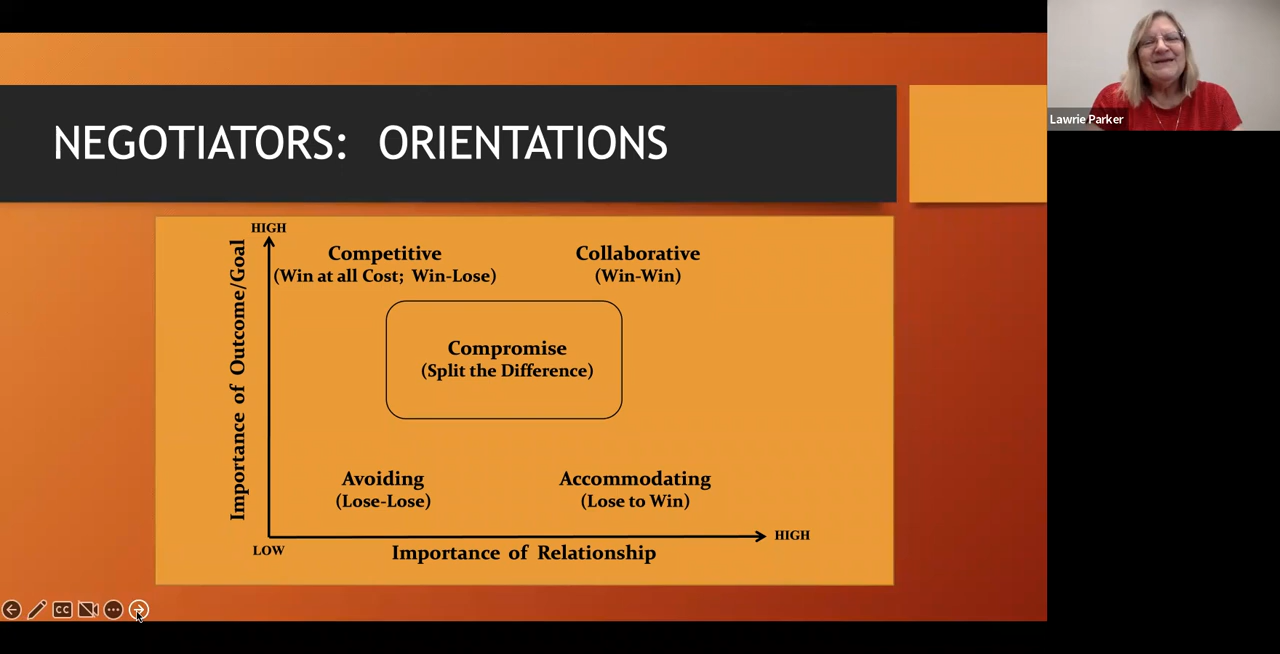 NEGOTIATORS: ORIENTATIONS
Lawrie Parker
HIGH
Importance of Outcome/Goal
Competitive
(Win at all Cost; Win-Lose)
Collaborative
(Win-Win)
Compromise
(Split the Difference)
Avoiding
(Lose-Lose)
Accommodating
(Lose to Win)
LOW
Importance of Relationship
HIGH
CC